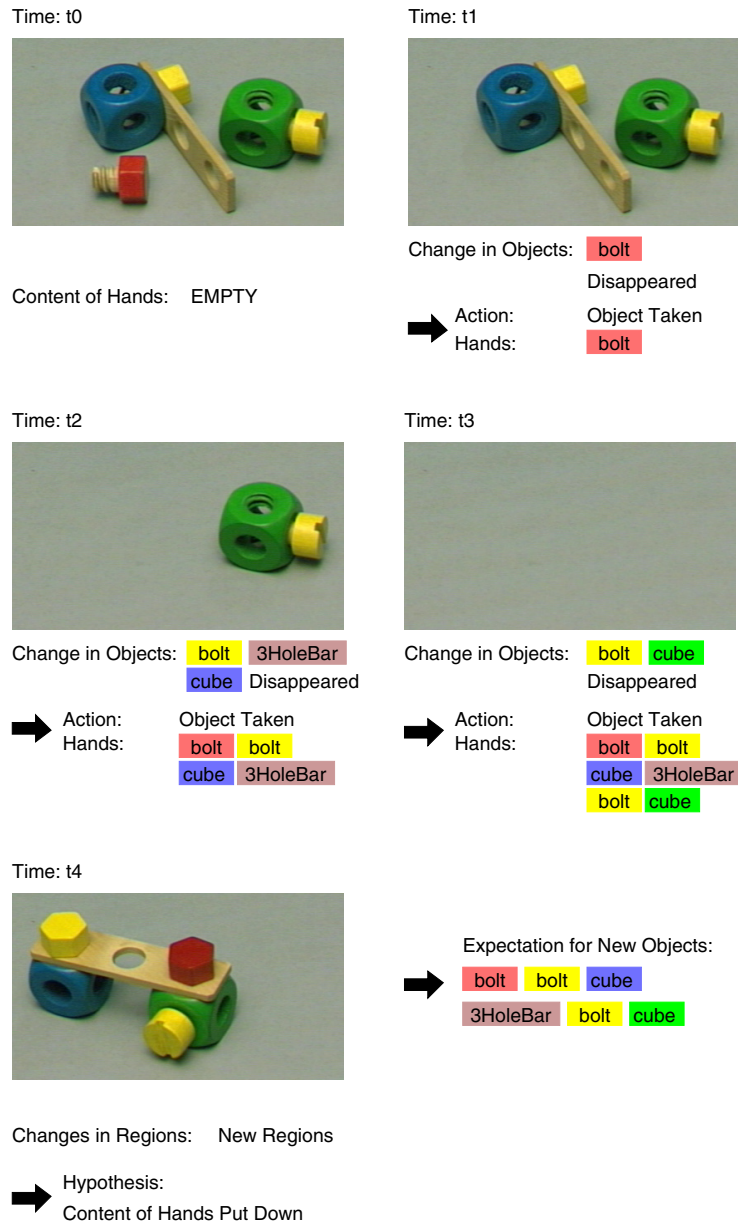 Time: t0
Content of Hands: EMPTY
Time: t1
Change in Objects: bolt
Disappeared
Action: Object Taken
Hands: bolt
Time: t2
Change in Objects: bolt 3HoleBar
cube Disappeared
Action: Object Taken
Hands: bolt bolt
cube 3HoleBar
Time: t3
Change in Objects: bolt cube
Disappeared
Action: Object Taken
Hands: bolt bolt
cube 3HoleBar
bolt cube
Time: t4
Changes in Regions: New Regions
Hypothesis:
Content of Hands Put Down
Expectation for New Objects:
bolt bolt cube
3HoleBar bolt cube